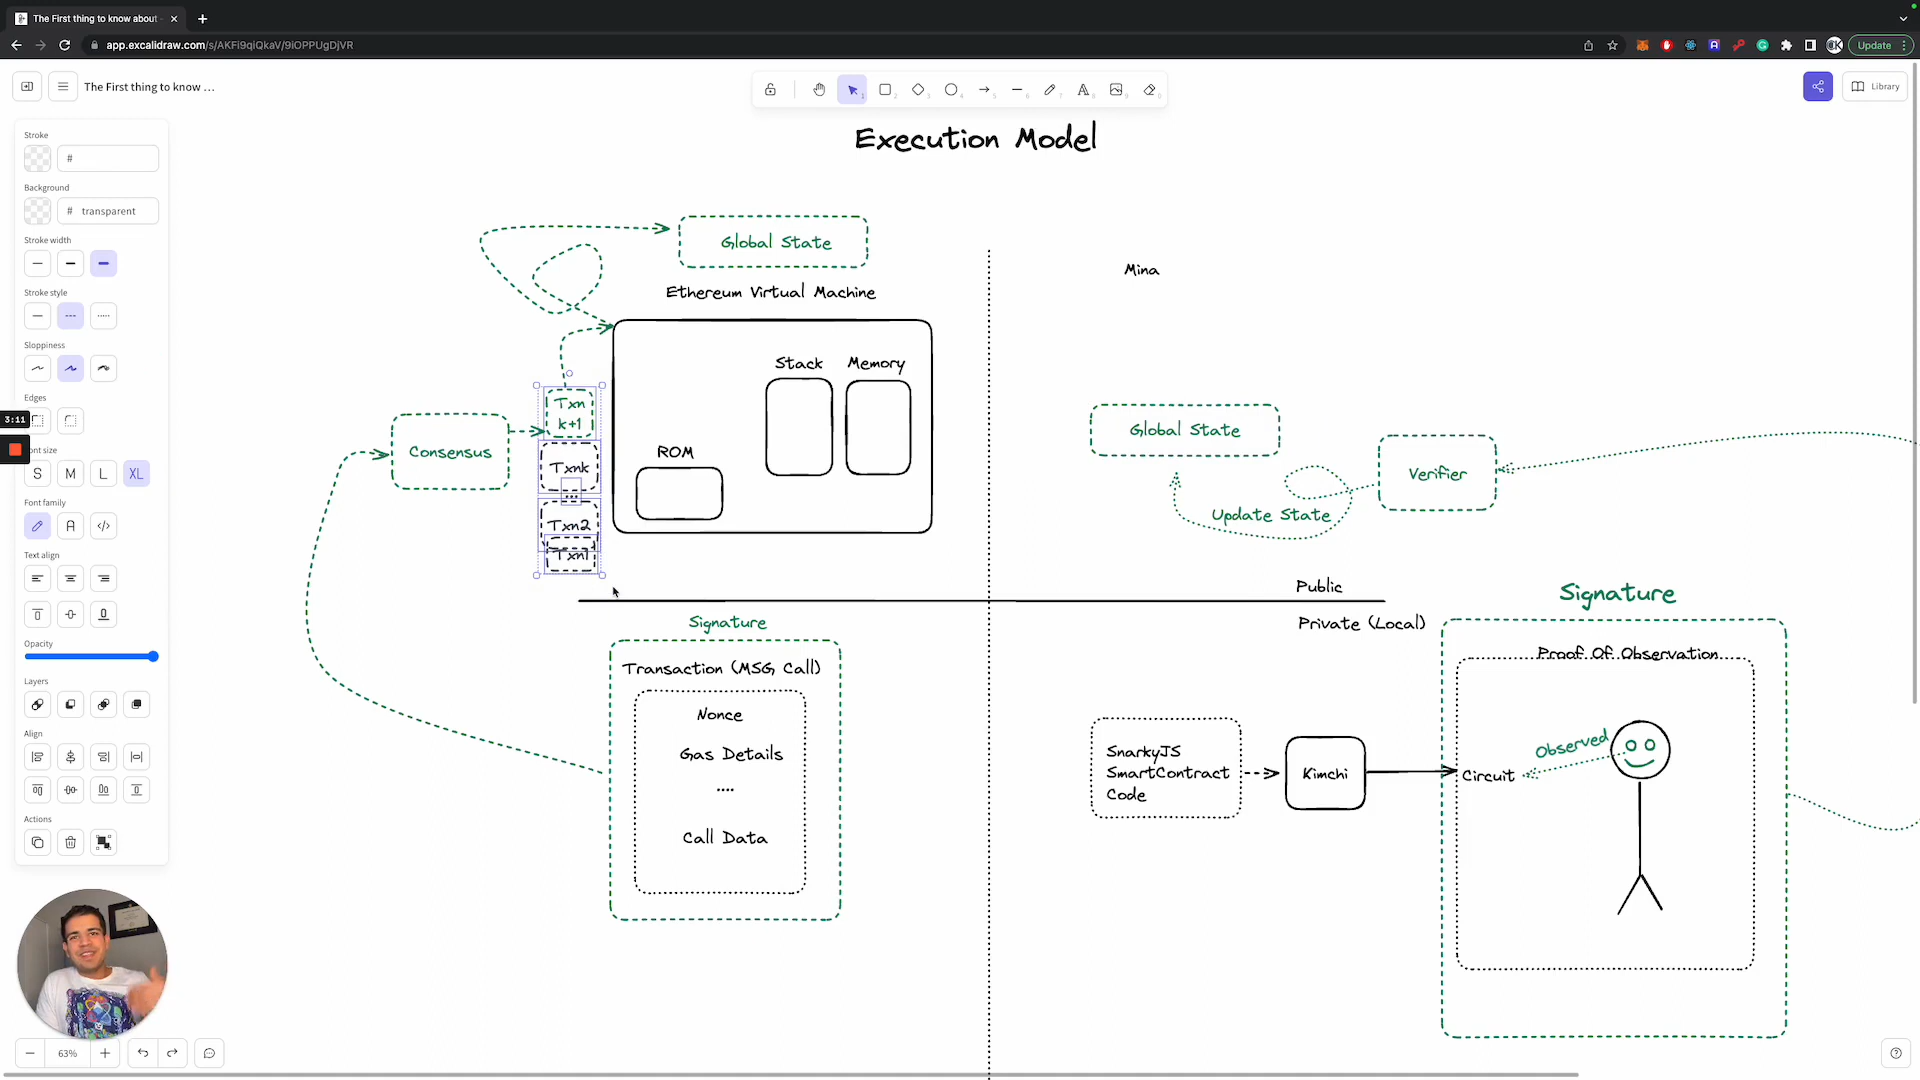 The First thing to know about
app.excalidraw.com/s/AKFi9qiQkaV/9iOPPUgDjVR
Update
The First thing to know ...
Library
Execution Model
Stroke
#
Background
# transparent
Stroke width
Stroke style
Sloppiness
Edges
3:11
ont size
S M L XL
Font family
Text align
Opacity
Layers
Align
Actions
63%
Global State
Ethereum Virtual Machine
Stack
Memory
ROM
Consensus
Txn
k+1
Txnk
...
Txn2
Txn1
Signature
Transaction (MSG, Call)
Nonce
Gas Details
....
Call Data
Mina
Global State
Verifier
Update State
Public
Private (Local)
Signature
Proof Of Observation
SnarkyJS
SmartContract
Code
Kimchi
Circuit
Observed